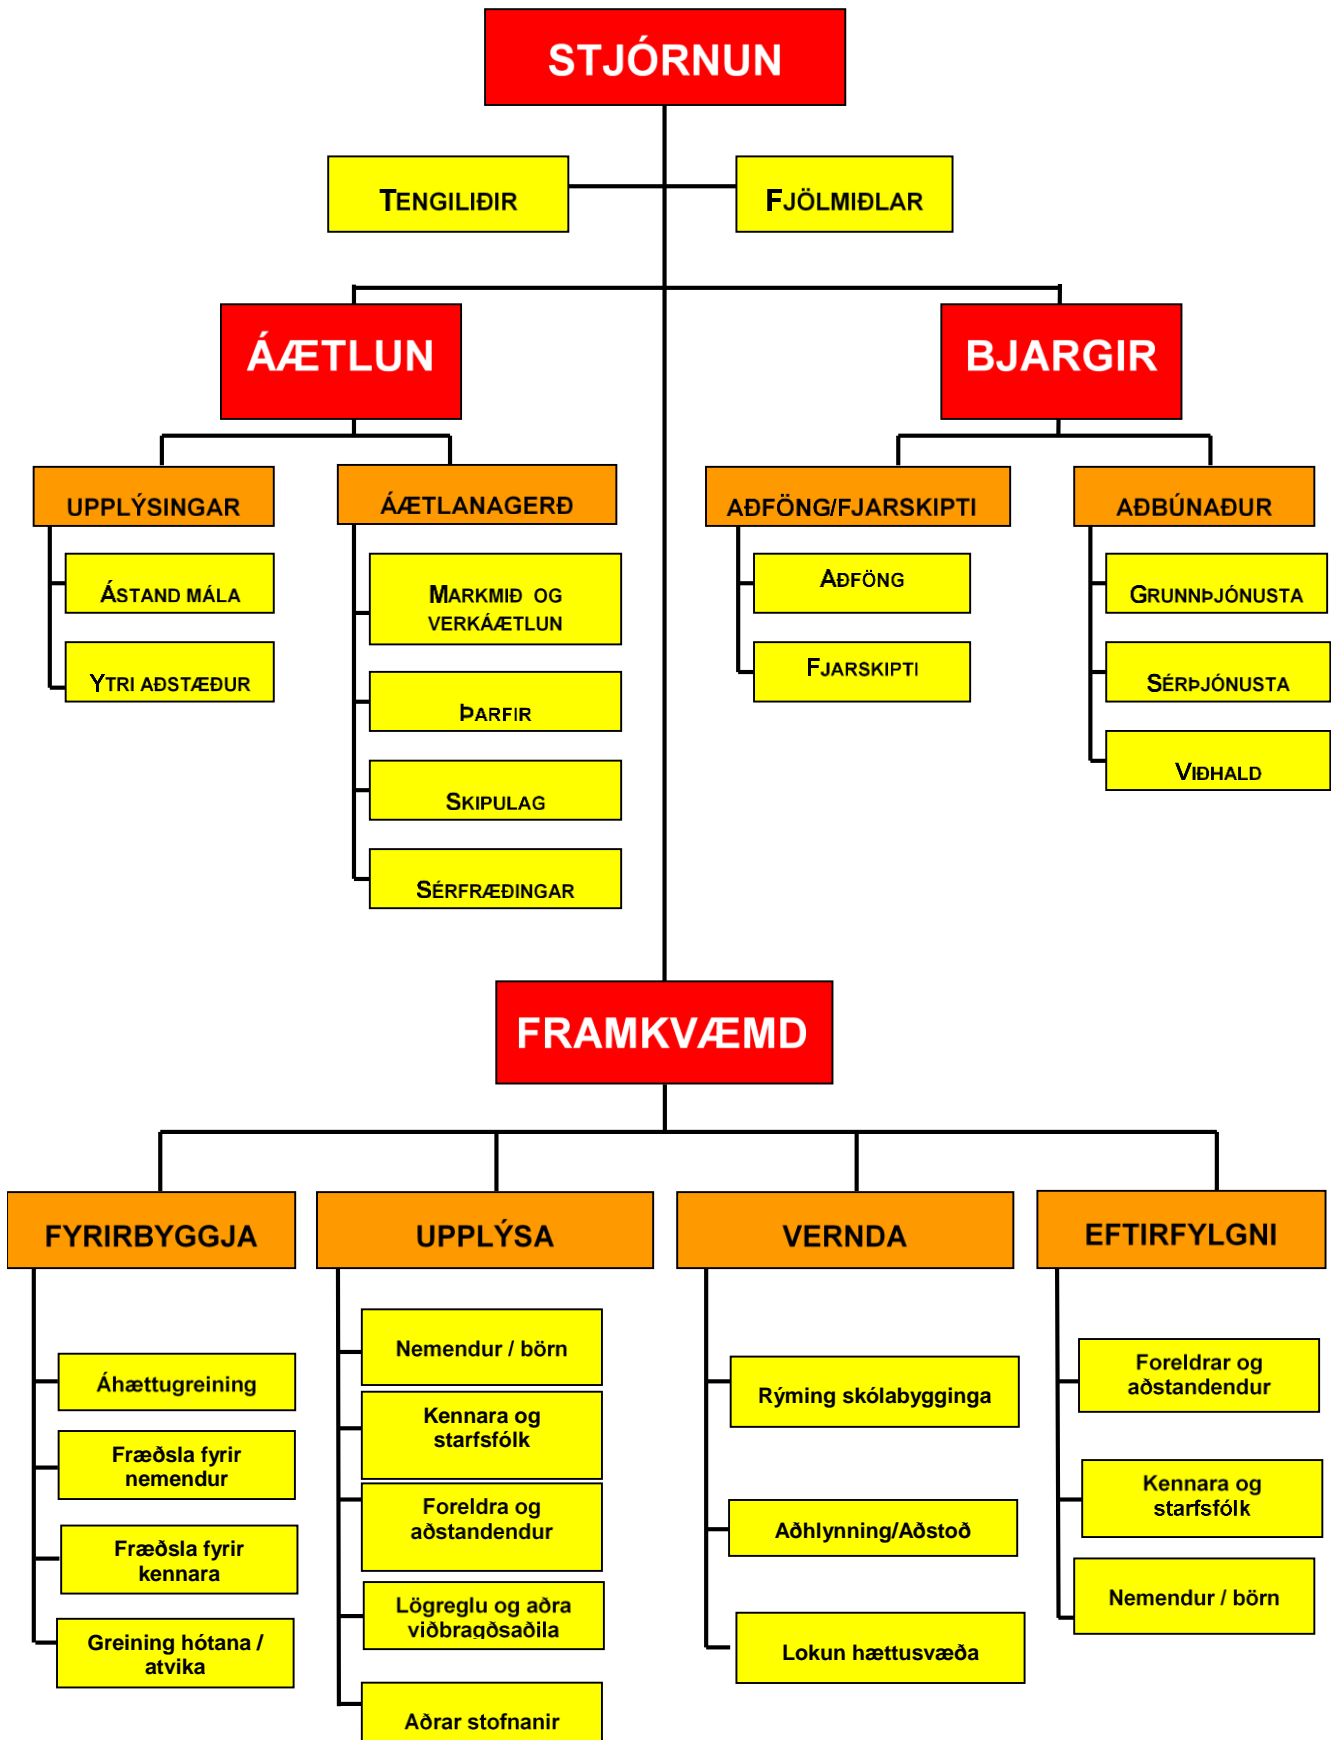 STJÓRNUN
TENGILIÐIR
FJÖLMIÐLAR
ÁÆTLUN
BJARGIR
UPPLÝSINGAR
ÁÆTLANAGERÐ
AÐFÖNG/FJARSKIPTI
AÐBÚNAÐUR
ÁSTAND MÁLA
YTRI AÐSTÆÐUR
MARKMIÐ OG
VERKÁÆTLUN
ÞARFIR
SKIPULAG
SÉRFRÆÐINGAR
AÐFÖNG
FJARSKIPTI
GRUNNÞJÓNUSTA
SÉRÞJÓNUSTA
VIÐHALD
FRAMKVÆMD
FYRIRBYGGJA
UPPLÝSA
VERNDA
EFTIRFYLGNI
Áhættugreining
Fræðsla fyrir
nemendur
Fræðsla fyrir
kennara
Greining hótana /
atvika
Nemendur / börn
Kennara og
starfsfólk
Foreldra og
aðstandendur
Lögreglu og aðra
viðbragðsaðila
Aðrar stofnanir
Rýming skólabygginga
Aðhlynning/Aðstoð
Lokun hættusvæða
Foreldrar og
aðstandendur
Kennara og
starfsfólk
Nemendur / börn